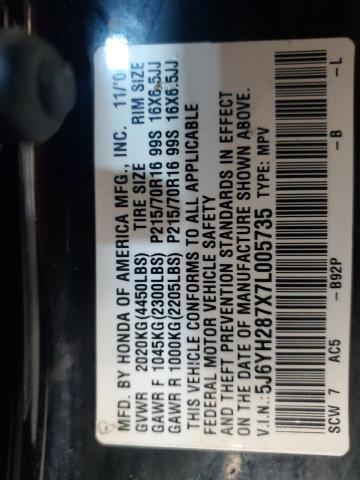 MFD. BY HONDA OF AMERICA MFG., INC. 11/0
TIRE SIZE RIM SIZE
GVWR 2020KG(4450LBS)
GAWR F 1045KG(2300LBS) P215/70R16 99S 16X6.5JJ
GAWR R 1000KG(2205LBS) P215/70R16 99S 16X6.5JJ
THIS VEHICLE CONFORMS TO ALL APPLICABLE
FEDERAL MOTOR VEHICLE SAFETY
AND THEFT PREVENTION STANDARDS IN EFFECT
ON THE DATE OF MANUFACTURE SHOWN ABOVE.
V.I.N.: 5J6YH287X7L005735 TYPE: MPV
SCW 7 AC5 -B92P -B -L